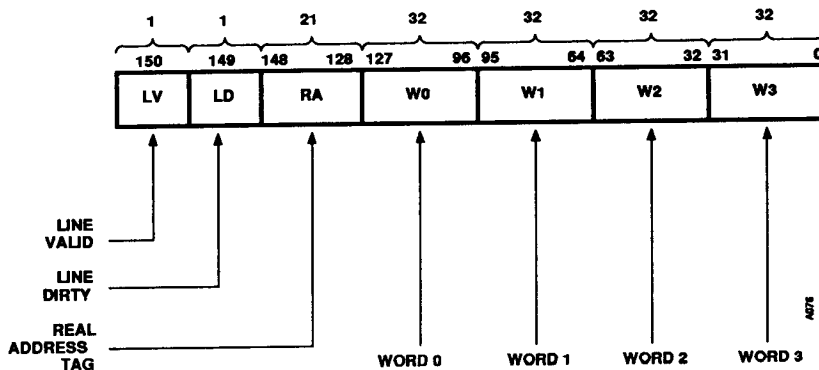 1 1 21 32 32 32 32
150 149 148 128 127 96 95 64 63 32 31 0
LV LD RA W0 W1 W2 W3
LINE
VALID
LINE
DIRTY
REAL
ADDRESS
TAG
WORD 0 WORD 1 WORD 2 WORD 3
A076